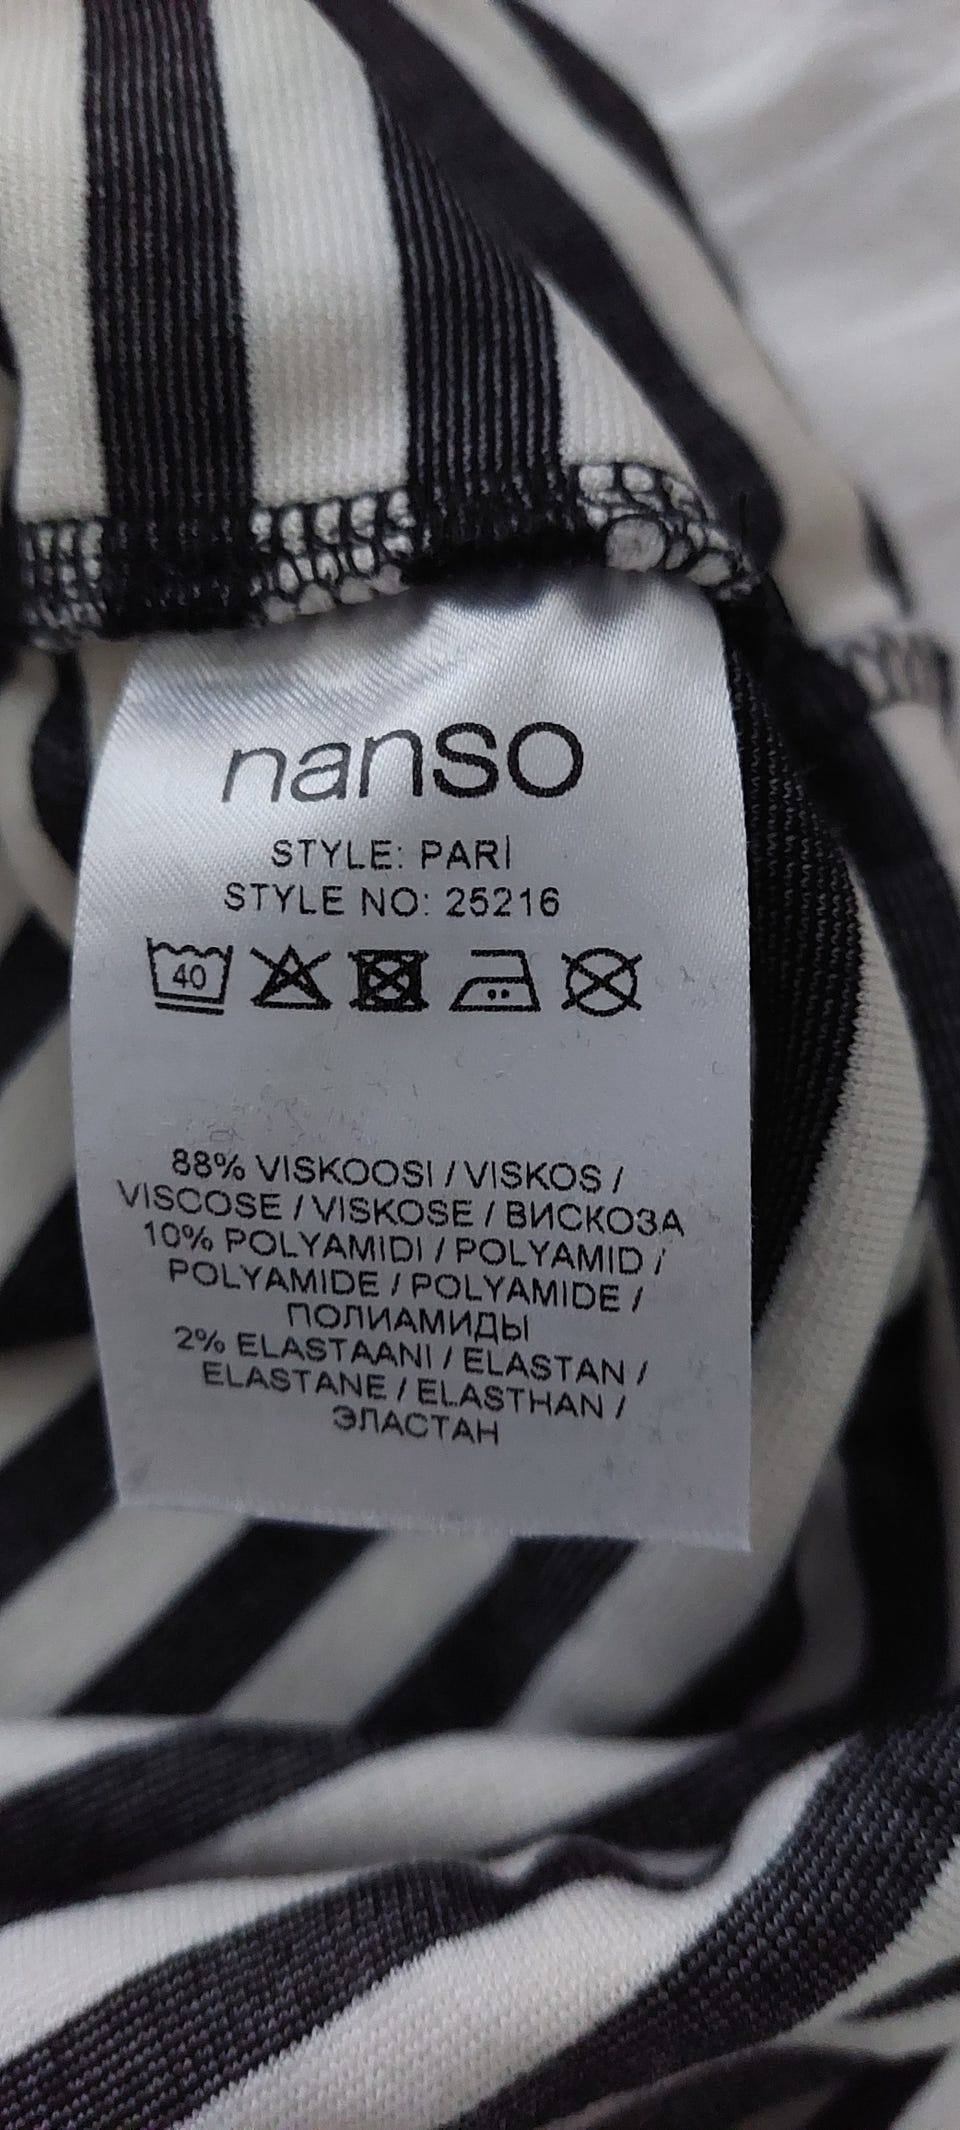 nanso
STYLE: PARİ
STYLE NO: 25216
40
88% VISKOOSI / VISKOS /
VISCOSE / VISKOSE / ВИСКОЗА
10% POLYAMIDI / POLYAMID /
POLYAMIDE / POLYAMIDE /
ПОЛИАМИДЫ
2% ELASTAANI / ELASTAN /
ELASTANE / ELASTHAN /
ЭЛАСТАН